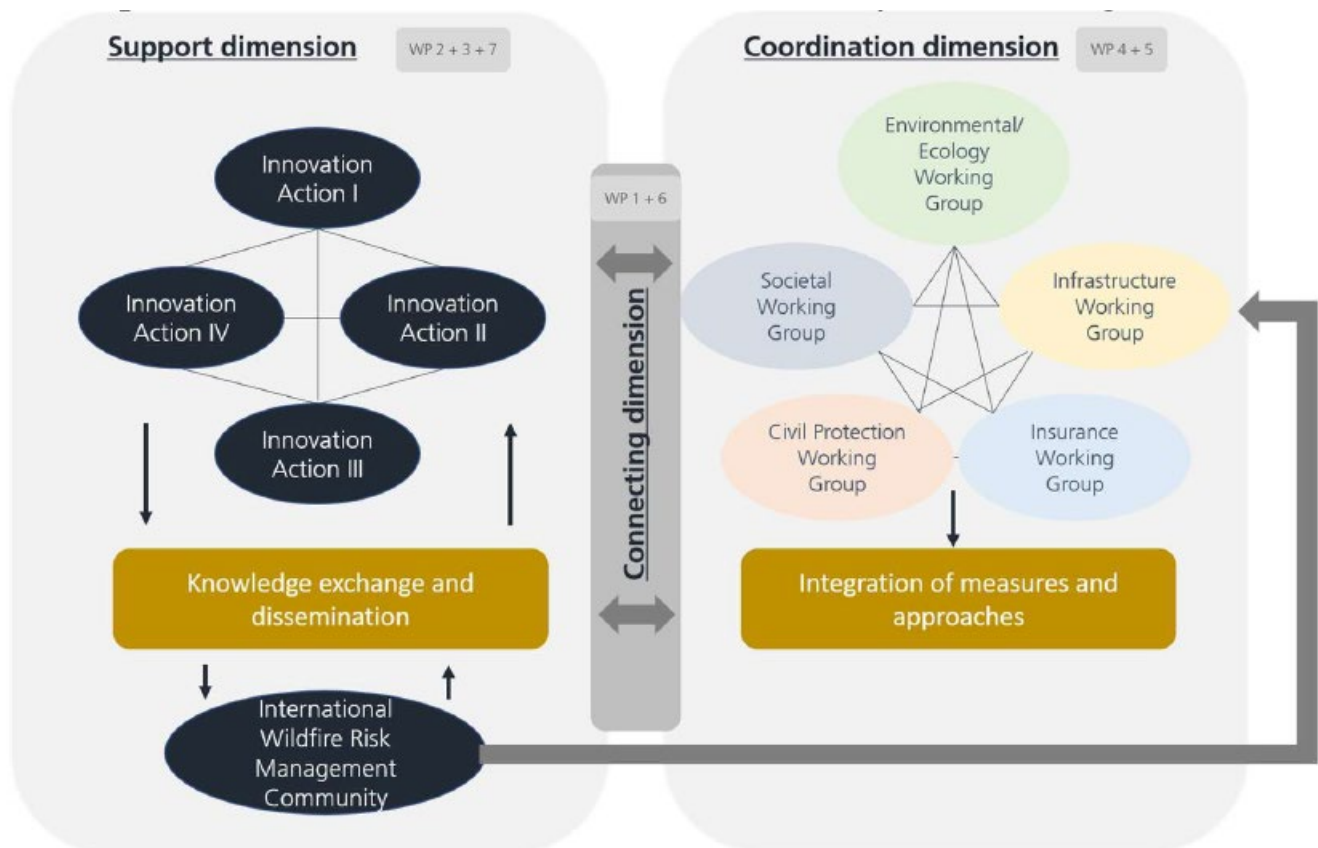 Support dimension
WP 2 + 3 + 7
Innovation
Action I
Innovation
Action IV
Innovation
Action II
Innovation
Action III
Knowledge exchange and
dissemination
International
Wildfire Risk
Management
Community
WP 1 + 6
Connecting dimension
Coordination dimension
WP 4 + 5
Environmental/
Ecology
Working
Group
Societal
Working
Group
Infrastructure
Working
Group
Civil Protection
Working
Group
Insurance
Working
Group
Integration of measures and
approaches